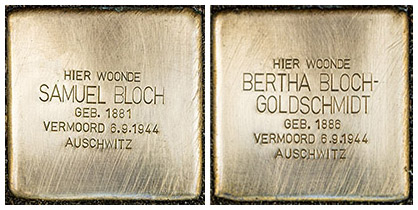 HIER WOONDE
SAMUEL BLOCH
GEB. 1881
VERMOORD 6.9.1944
AUSCHWITZ
HIER WOONDE
BERTHA BLOCH-
GOLDSCHMIDT
GEB. 1886
VERMOORD 6.9.1944
AUSCHWITZ